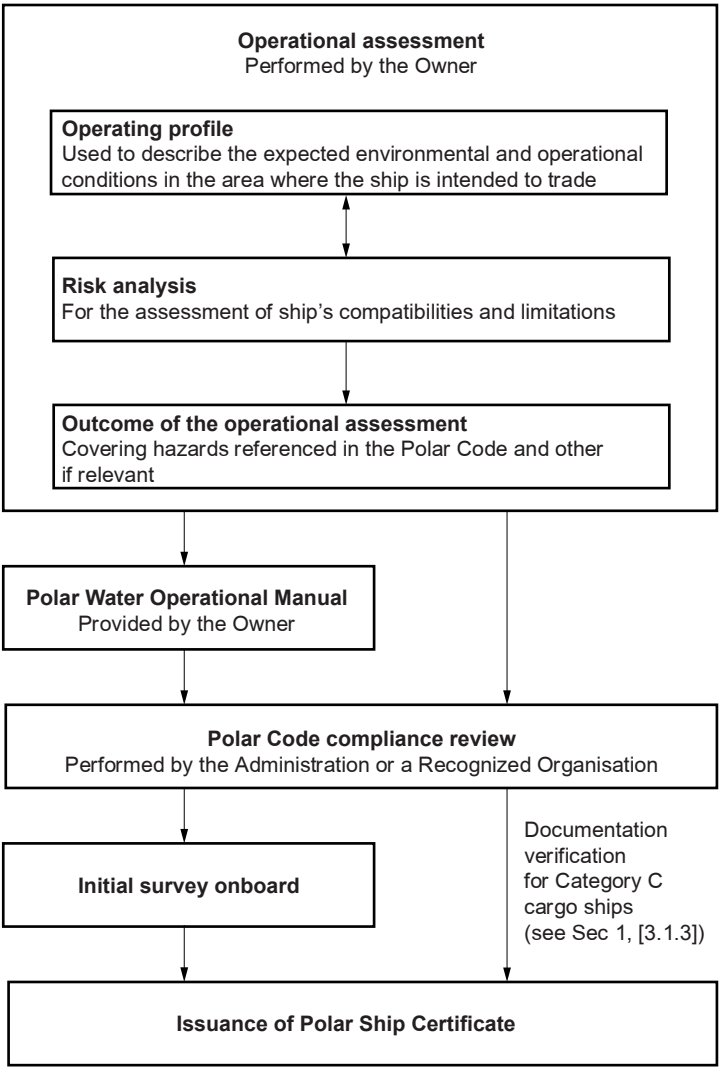 Operational assessment
Performed by the Owner
Operating profile
Used to describe the expected environmental and operational
conditions in the area where the ship is intended to trade
Risk analysis
For the assessment of ship's compatibilities and limitations
Outcome of the operational assessment
Covering hazards referenced in the Polar Code and other
if relevant
Polar Water Operational Manual
Provided by the Owner
Polar Code compliance review
Performed by the Administration or a Recognized Organisation
Initial survey onboard
Documentation
verification
for Category C
cargo ships
(see Sec 1, [3.1.3])
Issuance of Polar Ship Certificate